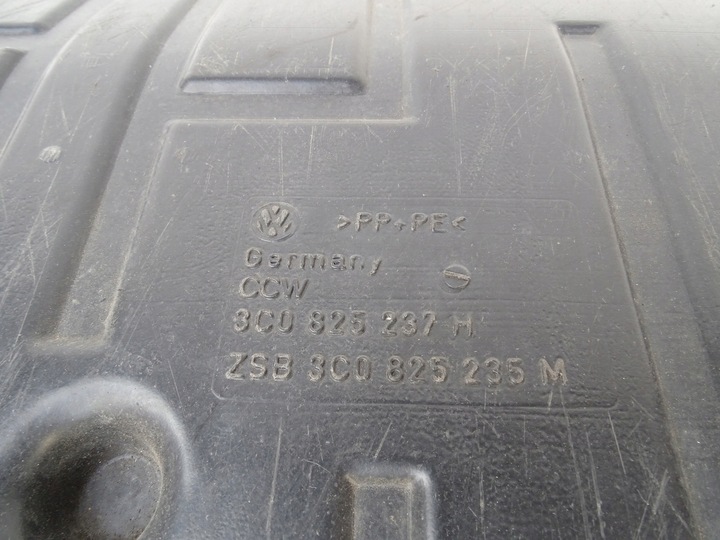 >PP+PE<
Germany
CCW
3C0 825 237 H
ZSB 3C0 825 235 M